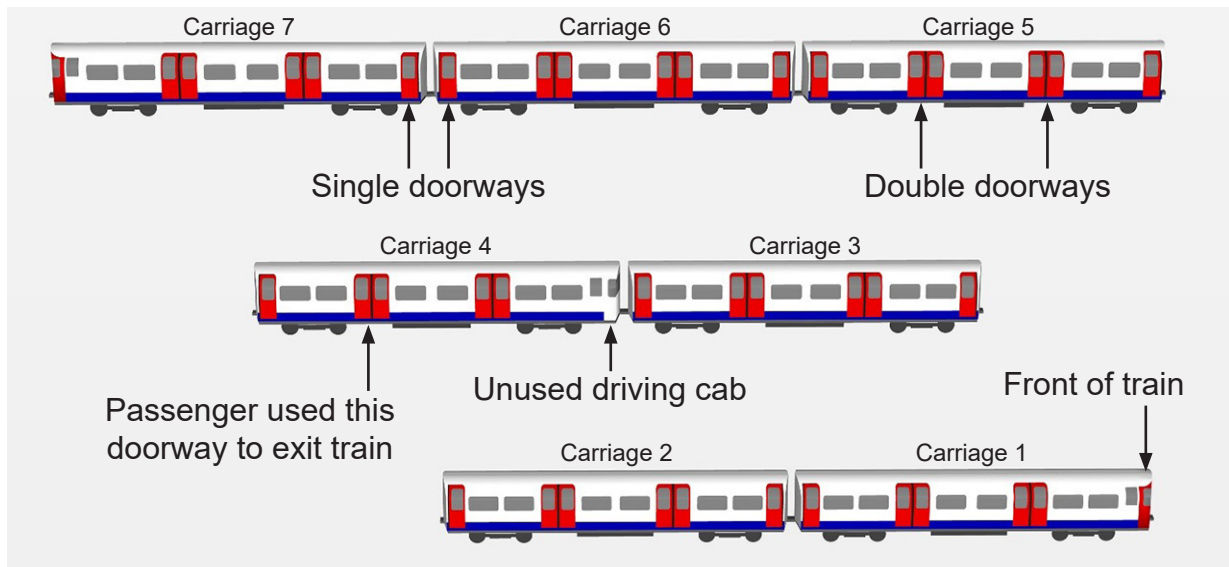 Carriage 7
Carriage 6
Carriage 5
Single doorways
Double doorways
Carriage 4
Carriage 3
Passenger used this
doorway to exit train
Unused driving cab
Front of train
Carriage 2
Carriage 1